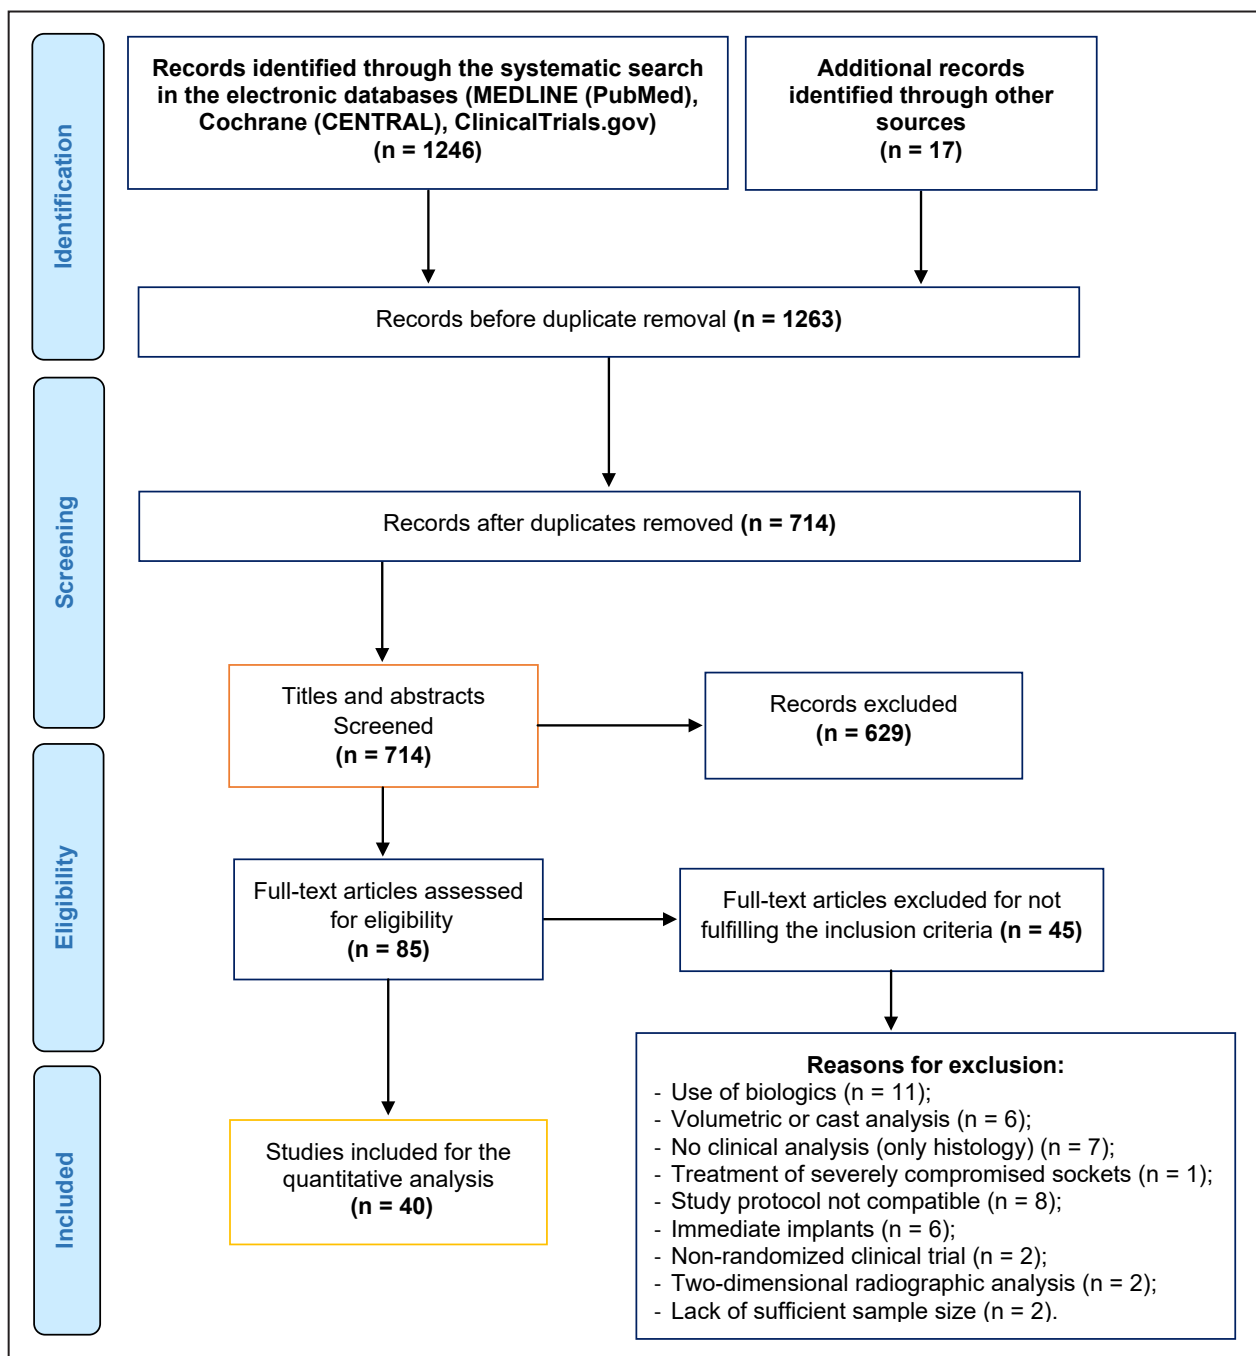 Identification
Records identified through the systematic search
in the electronic databases (MEDLINE (PubMed),
Cochrane (CENTRAL), ClinicalTrials.gov)
(n = 1246)
Additional records
identified through other
sources
(n = 17)
Records before duplicate removal (n = 1263)
Screening
Records after duplicates removed (n = 714)
Titles and abstracts
Screened
(n = 714)
Records excluded
(n = 629)
Eligibility
Full-text articles assessed
for eligibility
(n = 85)
Full-text articles excluded for not
fulfilling the inclusion criteria (n = 45)
Included
Studies included for the
quantitative analysis
(n = 40)
Reasons for exclusion:
- Use of biologics (n = 11);
- Volumetric or cast analysis (n = 6);
- No clinical analysis (only histology) (n = 7);
- Treatment of severely compromised sockets (n = 1);
- Study protocol not compatible (n = 8);
- Immediate implants (n = 6);
- Non-randomized clinical trial (n = 2);
- Two-dimensional radiographic analysis (n = 2);
- Lack of sufficient sample size (n = 2).